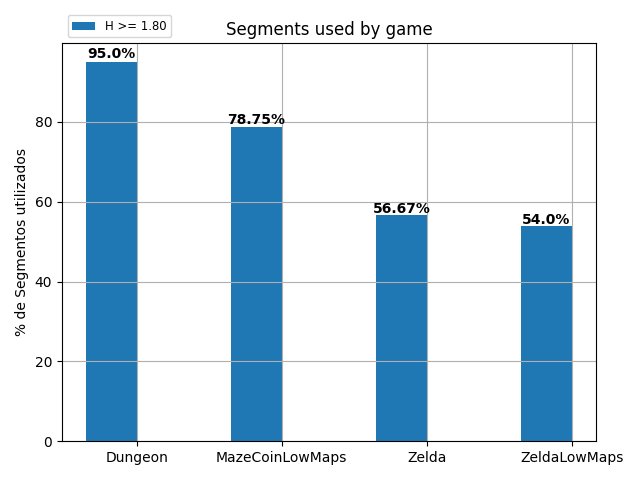 H >= 1.80
Segments used by game
95.0%
78.75%
56.67%
54.0%
% de Segmentos utilizados
80
60
40
20
0
Dungeon
MazeCoinLowMaps
Zelda
ZeldaLowMaps